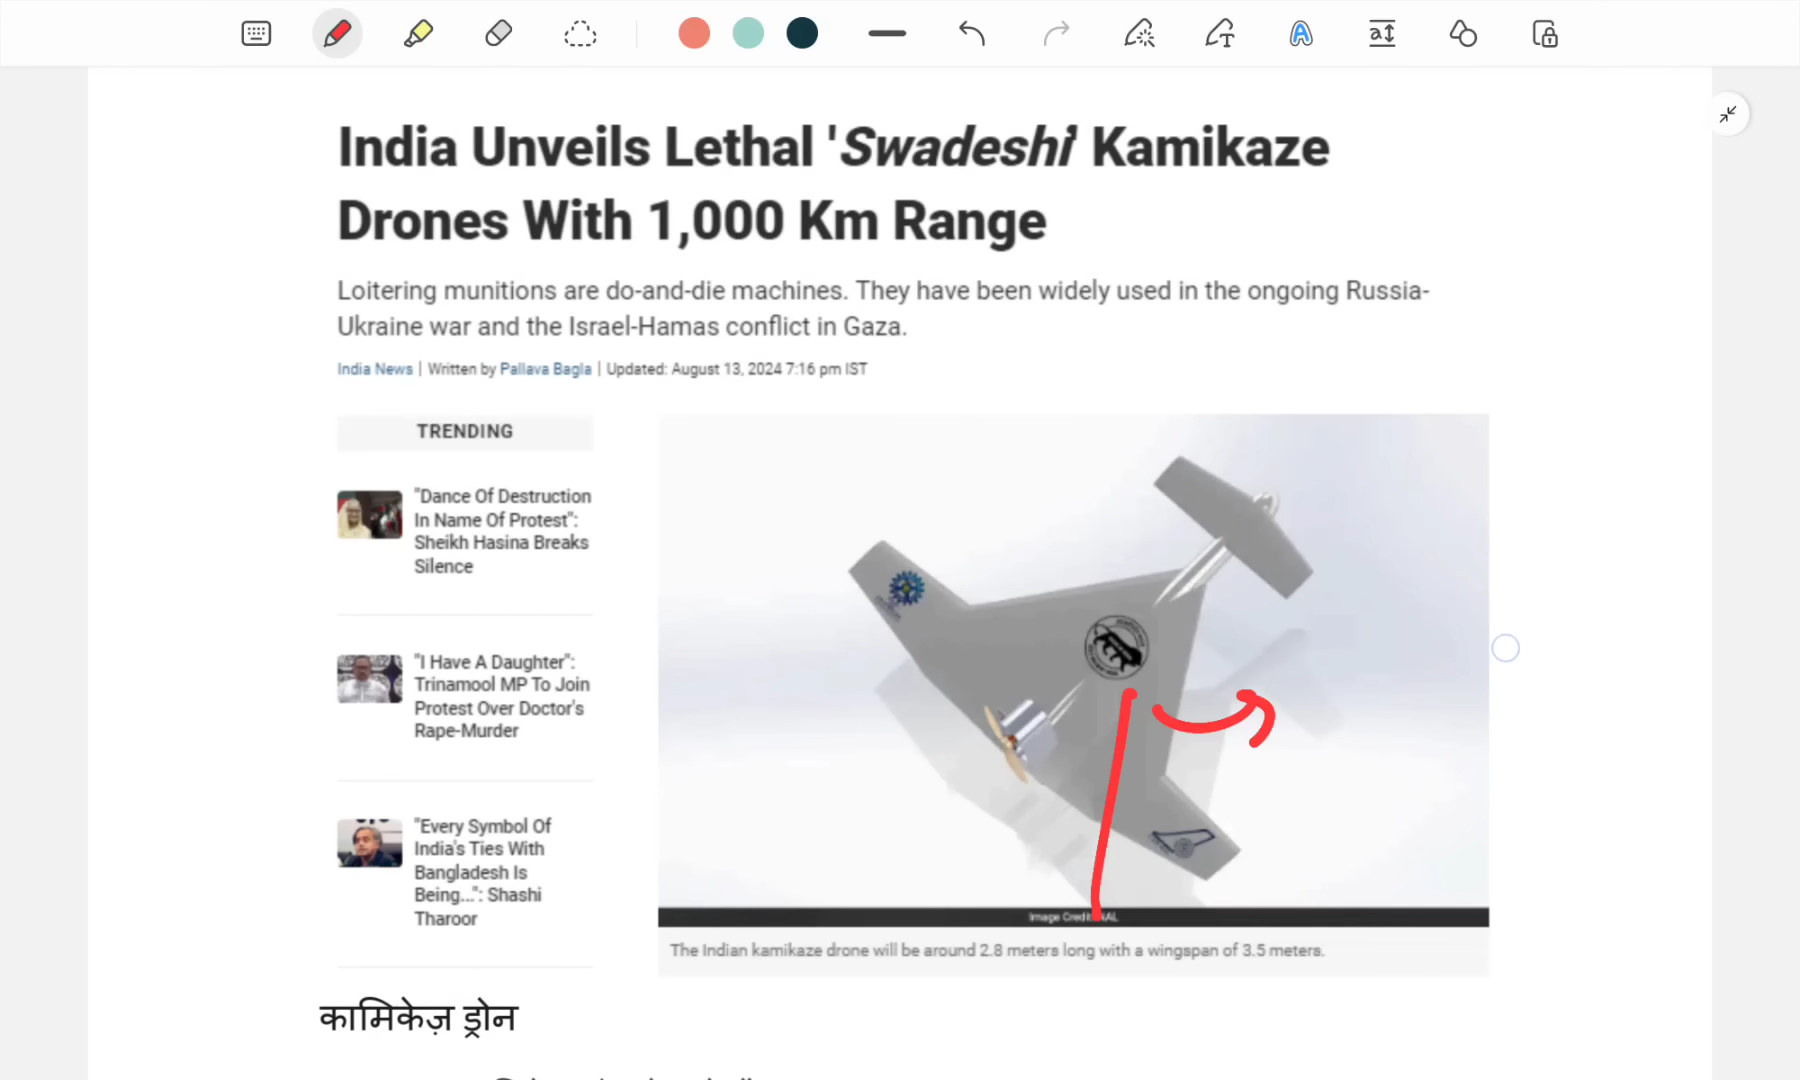 India Unveils Lethal 'Swadeshi' Kamikaze
Drones With 1,000 Km Range
Loitering munitions are do-and-die machines. They have been widely used in the ongoing Russia-
Ukraine war and the Israel-Hamas conflict in Gaza.
India News | Written by Pallava Bagla | Updated: August 13, 2024 7:16 pm IST
TRENDING
"Dance Of Destruction
In Name Of Protest":
Sheikh Hasina Breaks
Silence
"I Have A Daughter":
Trinamool MP To Join
Protest Over Doctor's
Rape-Murder
"Every Symbol Of
India's Ties With
Bangladesh Is
Being...": Shashi
Tharoor
Image Credit
The Indian kamikaze drone will be around 2.8 meters long with a wingspan of 3.5 meters.
कामिकेज़ ड्रोन